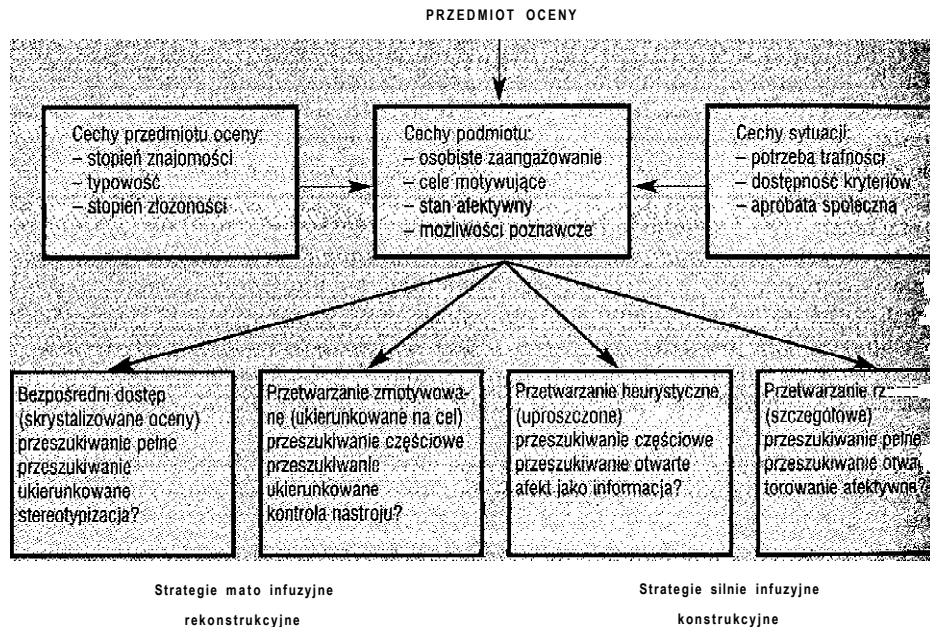 PRZEDMIOT OCENY
Cechy przedmiotu oceny:
– stopień znajomości
– typowość
– stopień złożoności
Cechy podmiotu:
– osobiste zaangażowanie
– cele motywujące
– stan afektywny
– możliwości poznawcze
Cechy sytuacji:
– potrzeba trafności
– dostępność kryteriów
– aprobata społeczna
Bezpośredni dostęp
(skrystalizowane oceny)
przeszukiwanie pełne
przeszukiwanie
ukierunkowane
stereotypizacja?
Przetwarzanie zmotywowa-
nę (ukierunkowane na cel)
przeszukiwanie częściowe
przeszukiwanie
ukierunkowane
kontrola nastroju?
Przetwarzanie heurystyczne
(uproszczone)
przeszukiwanie częściowe
przeszukiwanie otwarte
afekt jako informacja?
Przetwarzanie
(szczegółowe)
przeszukiwanie pełne
przeszukiwanie
torowanie afektywne?
Strategie mato infuzyjne
rekonstrukcyjne
Strategie silnie infuzyjne
konstrukcyjne